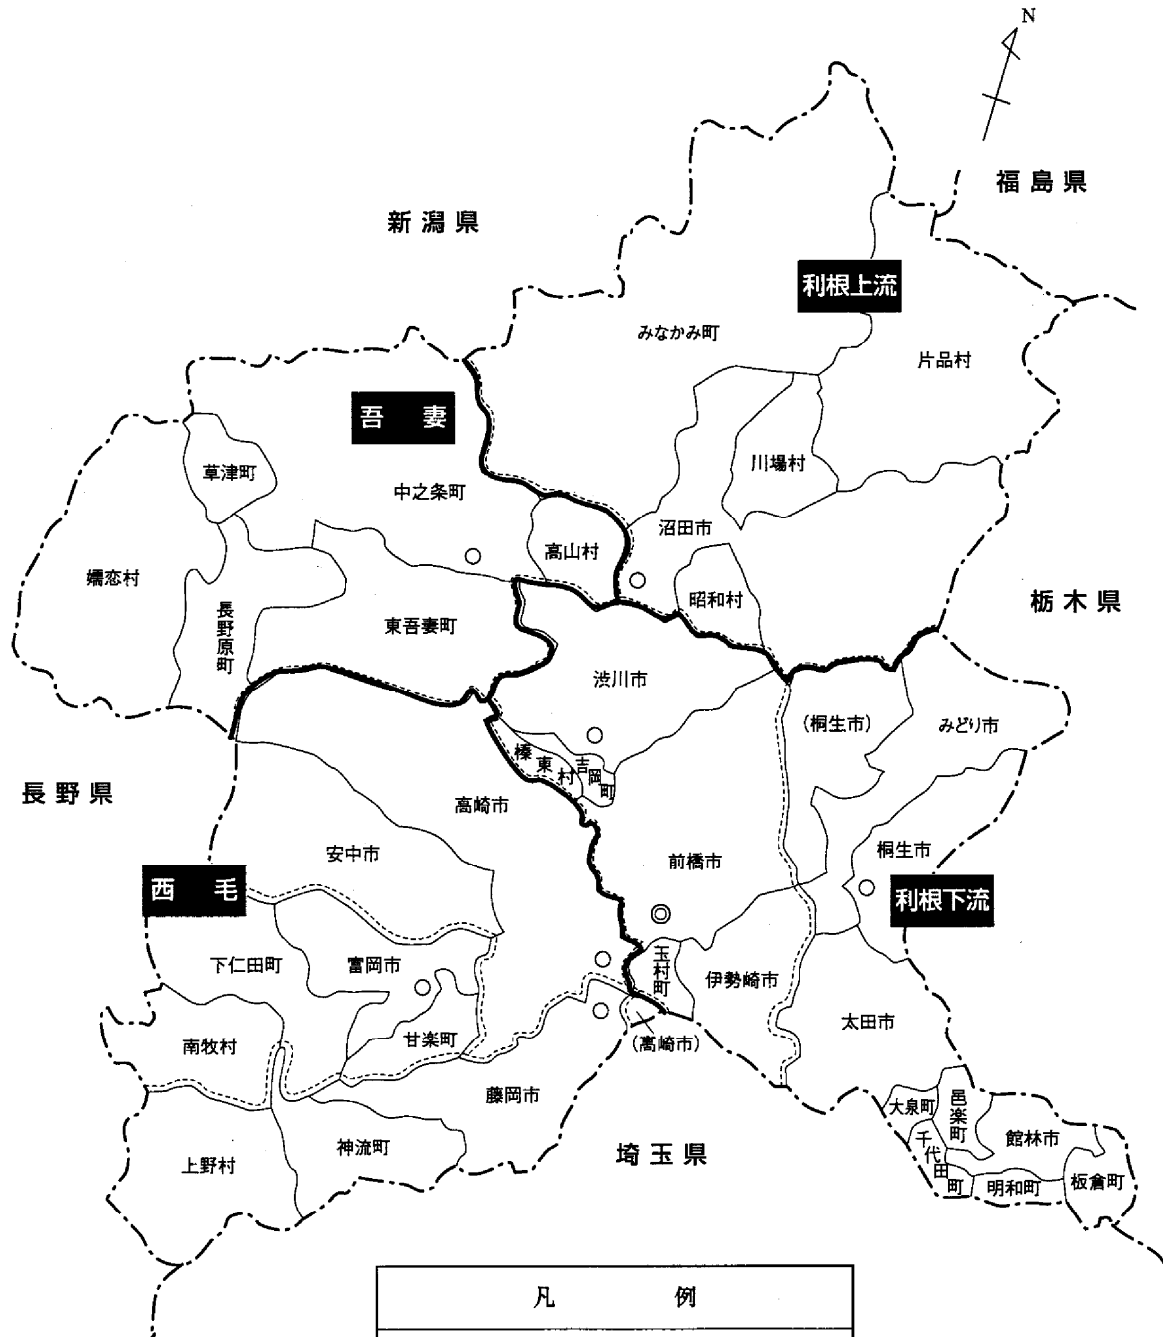 N
福島県
新潟県
利根上流
みなかみ町
片品村
吾妻
草津町
川場村
中之条町
沼田市
高山村
嬬恋村
昭和村
栃木県
長野原町
東吾妻町
渋川市
(桐生市)
みどり市
榛東村
吉岡町
長野県
高崎市
安中市
前橋市
桐生市
西毛
利根下流
下仁田町
富岡市
玉村町
伊勢崎市
太田市
南牧村
甘楽町
(高崎市)
藤岡市
大泉町
邑楽町
館林市
神流町
上野村
埼玉県
千代田町
明和町
板倉町
凡例